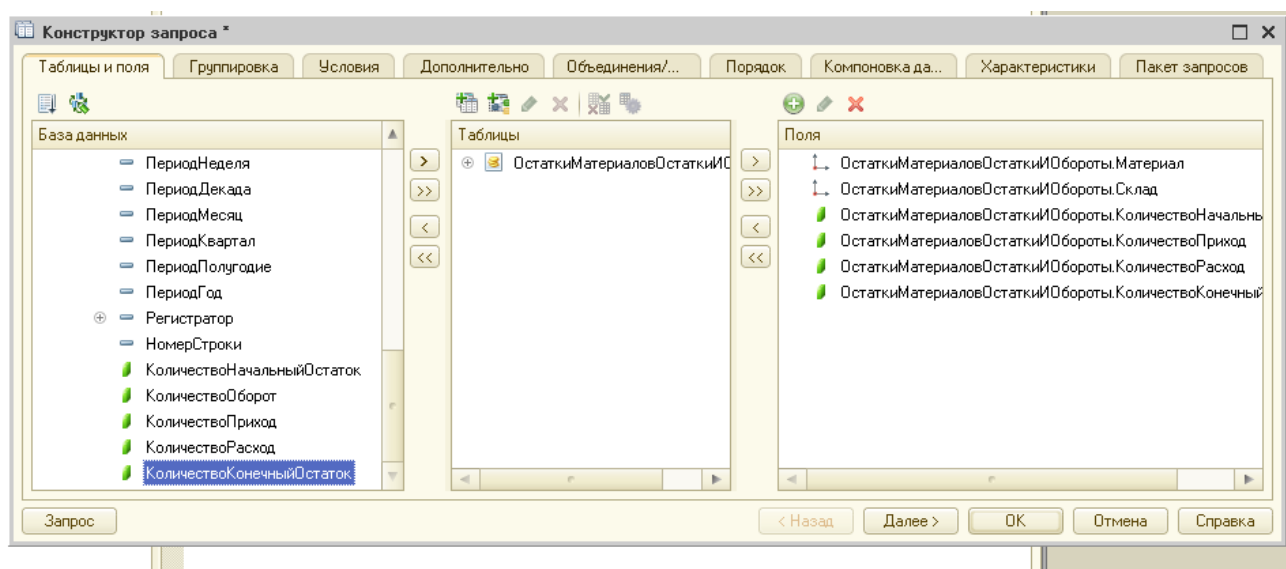 Конструктор запроса *
Таблицы и поля Группировка Условия Дополнительно Объединения/... Порядок Компоновка да... Характеристики Пакет запросов
База данных
ПериодНеделя
ПериодДекада
ПериодМесяц
ПериодКвартал
ПериодПолугодие
ПериодГод
Регистратор
НомерСтроки
КоличествоНачальныйОстаток
КоличествоОборот
КоличествоПриход
КоличествоРасход
КоличествоКонечныйОстаток
Таблицы
ОстаткиМатериаловОстаткиИО
Поля
ОстаткиМатериаловОстаткиИОбороты.Материал
ОстаткиМатериаловОстаткиИОбороты.Склад
ОстаткиМатериаловОстаткиИОбороты.КоличествоНачальны
ОстаткиМатериаловОстаткиИОбороты.КоличествоПриход
ОстаткиМатериаловОстаткиИОбороты.КоличествоРасход
ОстаткиМатериаловОстаткиИОбороты.КоличествоКонечный
Запрос < Назад Далее > ОК Отмена Справка